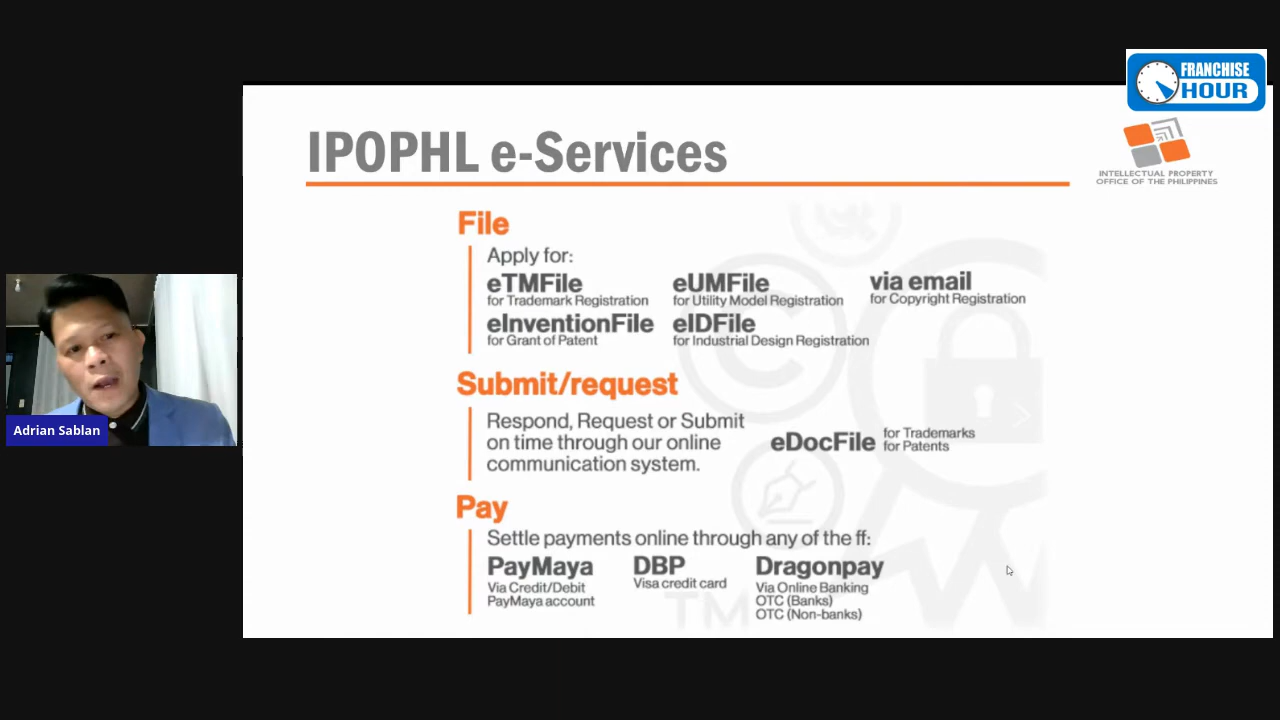 FRANCHISE
HOUR
IPOPHL e-Services
INTELLECTUAL PROPERTY
OFFICE OF THE PHILIPPINES
File
Apply for:
eTMFile
for Trademark Registration
eUMFile
for Utility Model Registration
via email
for Copyright Registration
eInventionFile
for Grant of Patent
eIDFile
for Industrial Design Registration
Submit/request
Respond, Request or Submit
on time through our online
communication system.
eDocFile
for Trademarks
for Patents
Adrian Sablan
Pay
Settle payments online through any of the ff:
PayMaya
Via Credit/Debit
PayMaya account
DBP
Visa credit card
Dragonpay
Via Online Banking
OTC (Banks)
OTC (Non-banks)
TM